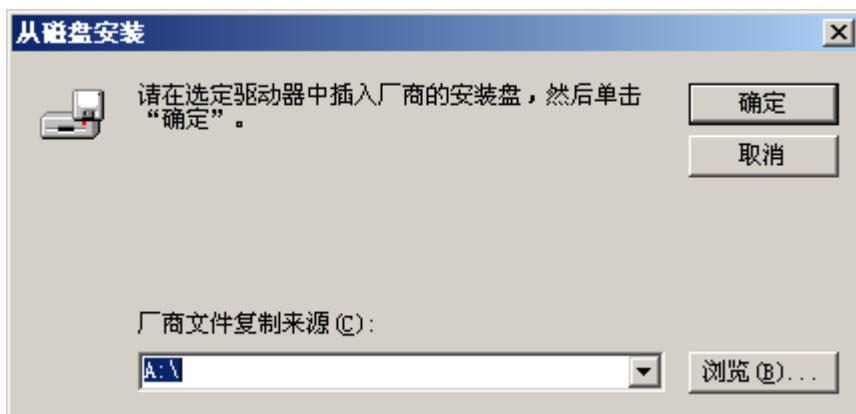 从磁盘安装
请在选定驱动器中插入厂商的安装盘，然后单击
“确定”。
确定
取消
厂商文件复制来源(C):
A:\
浏览(B)...